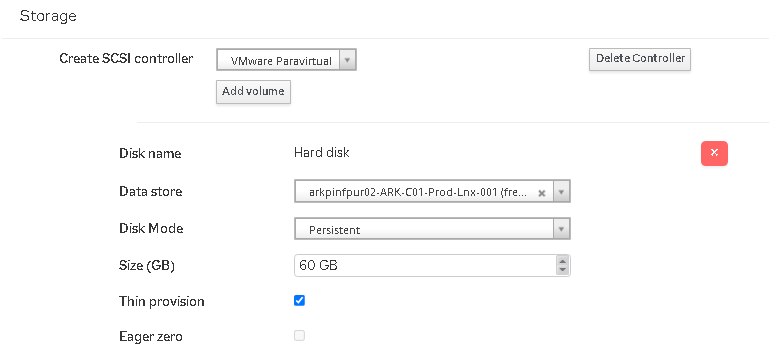 Storage
Create SCSI controller VMware Paravirtual Delete Controller
Add volume
Disk name Hard disk ×
Data store arkpinfpur02-ARK-C01-Prod-Lnx-001 (fre... ×
Disk Mode Persistent
Size (GB) 60 GB
Thin provision
Eager zero